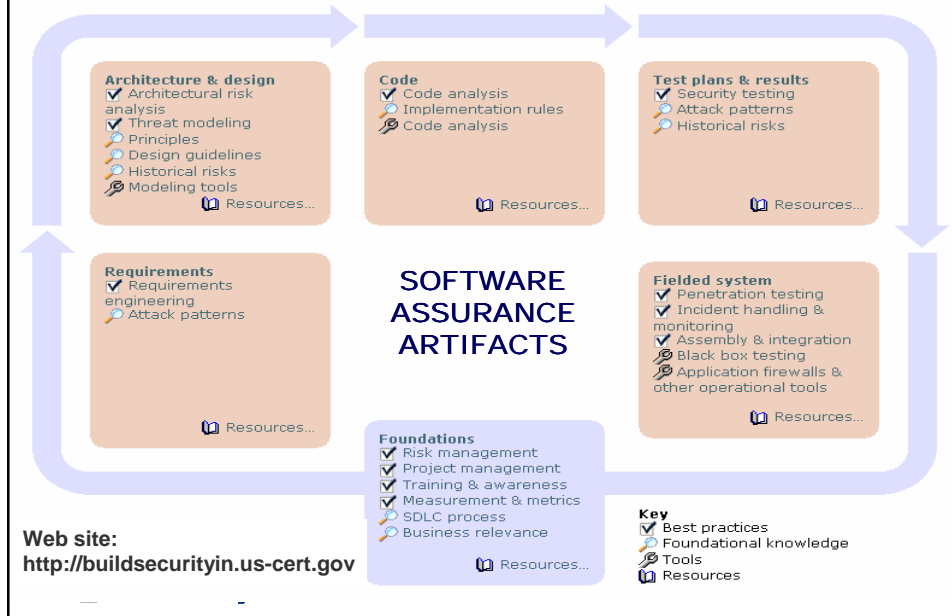 Architecture & design
Architectural risk
analysis
Threat modeling
Principles
Design guidelines
Historical risks
Modeling tools
Resources...
Code
Code analysis
Implementation rules
Code analysis
Resources...
Test plans & results
Security testing
Attack patterns
Historical risks
Resources...
Requirements
Requirements
engineering
Attack patterns
Resources...
SOFTWARE
ASSURANCE
ARTIFACTS
Fielded system
Penetration testing
Incident handling &
monitoring
Assembly & integration
Black box testing
Application firewalls &
other operational tools
Resources...
Foundations
Risk management
Project management
Training & awareness
Measurement & metrics
SDLC process
Business relevance
Resources...
Key
Best practices
Foundational knowledge
Tools
Resources
Web site:
http://buildsecurityin.us-cert.gov